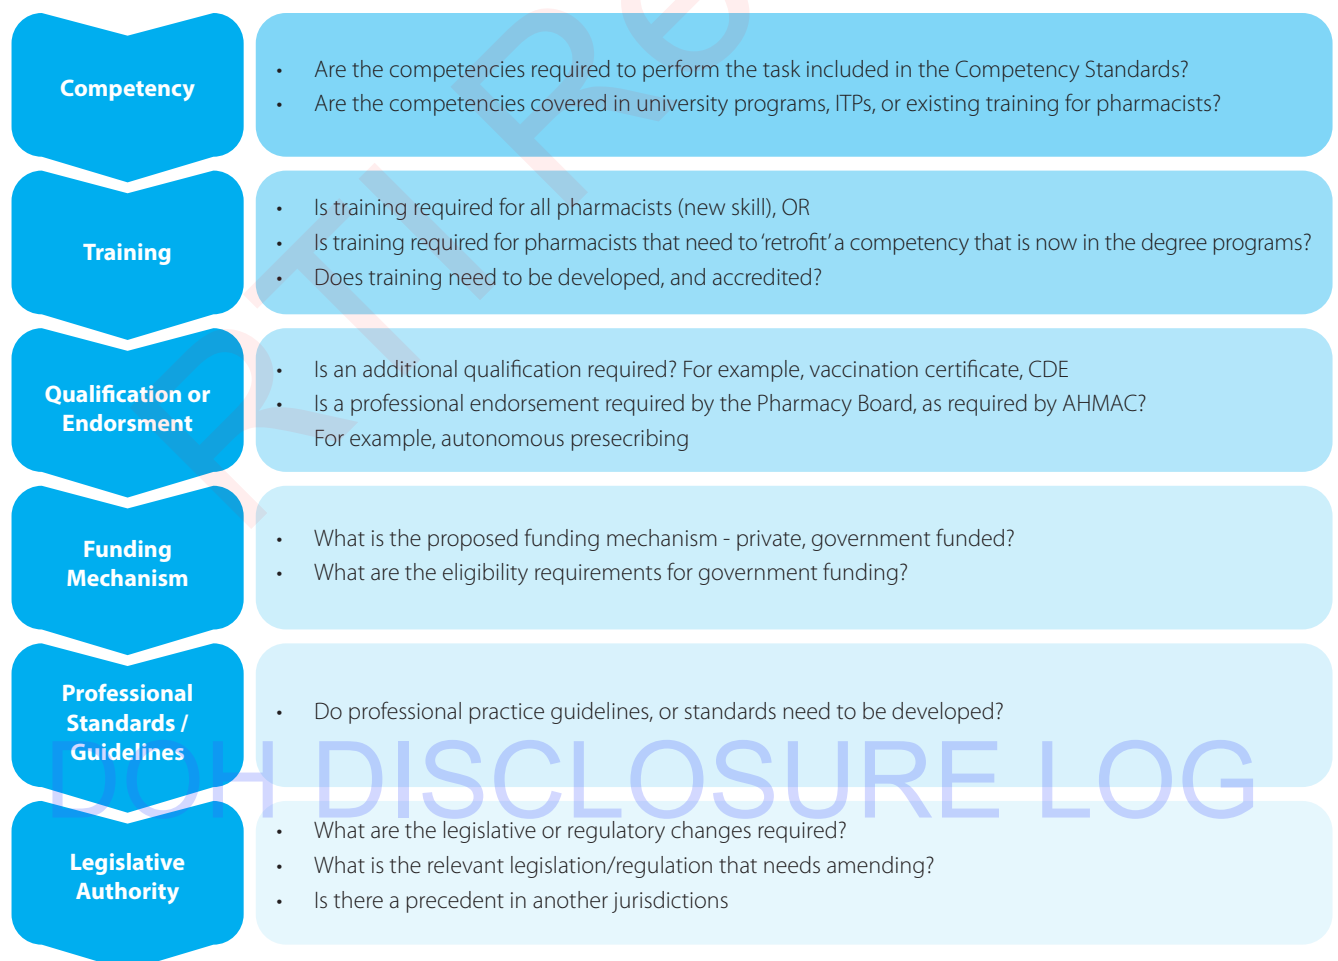 Competency
• Are the competencies required to perform the task included in the Competency Standards?
• Are the competencies covered in university programs, ITPs, or existing training for pharmacists?
Training
• Is training required for all pharmacists (new skill), OR
• Is training required for pharmacists that need to ‘retrofit’ a competency that is now in the degree programs?
• Does training need to be developed, and accredited?
Qualification or
Endorsment
• Is an additional qualification required? For example, vaccination certificate, CDE
• Is a professional endorsement required by the Pharmacy Board, as required by AHMAC?
For example, autonomous presecribing
Funding
Mechanism
• What is the proposed funding mechanism - private, government funded?
• What are the eligibility requirements for government funding?
Professional
Standards /
Guidelines
• Do professional practice guidelines, or standards need to be developed?
Legislative
Authority
• What are the legislative or regulatory changes required?
• What is the relevant legislation/regulation that needs amending?
• Is there a precedent in another jurisdictions
RTI Re
DOH DISCLOSURE LOG